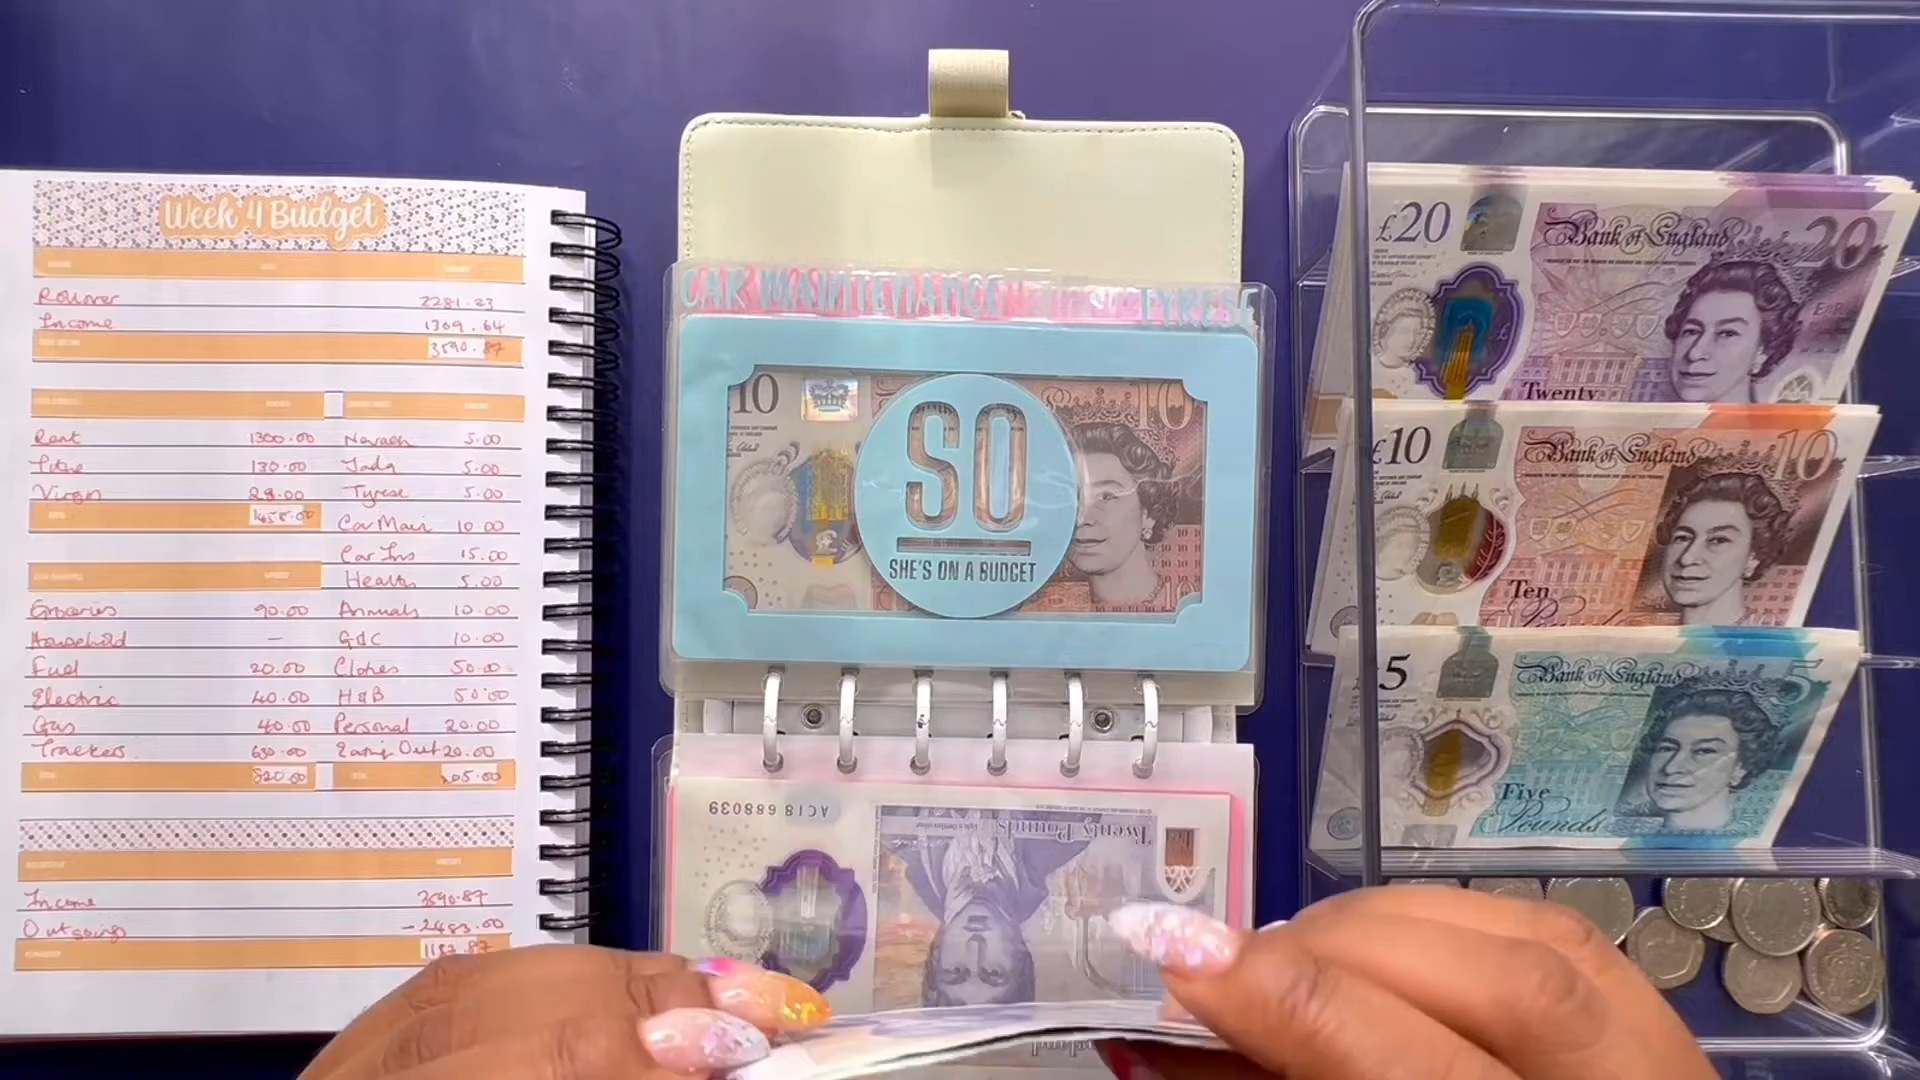 Week 4 Budget
Rollover 2281.23
Income 1309.64
3590.87
Rent 1300.00
Tithe 130.00
Virgin 28.00
1458.00
Groceries 90.00
Household -
Fuel 20.00
Electric 40.00
Gas 40.00
Trackers 630.00
820.00
Nevaeh 5.00
Jada 5.00
Tyrese 5.00
Car Main 10.00
Car Ins 15.00
Health 5.00
Animals 10.00
GdC 10.00
Clothes 50.00
H&B 50.00
Personal 20.00
Eating Out 20.00
205.00
Income 3590.87
Outgoing -2483.00
CAR MAINTENANCE
TYRESE
10
10
SO
SHE'S ON A BUDGET
AC18 688039
Twenty Pounds
£20 Bank of England 20
Twenty
£10 Bank of England 10
Ten
£5 Bank of England 5
Five
Pounds